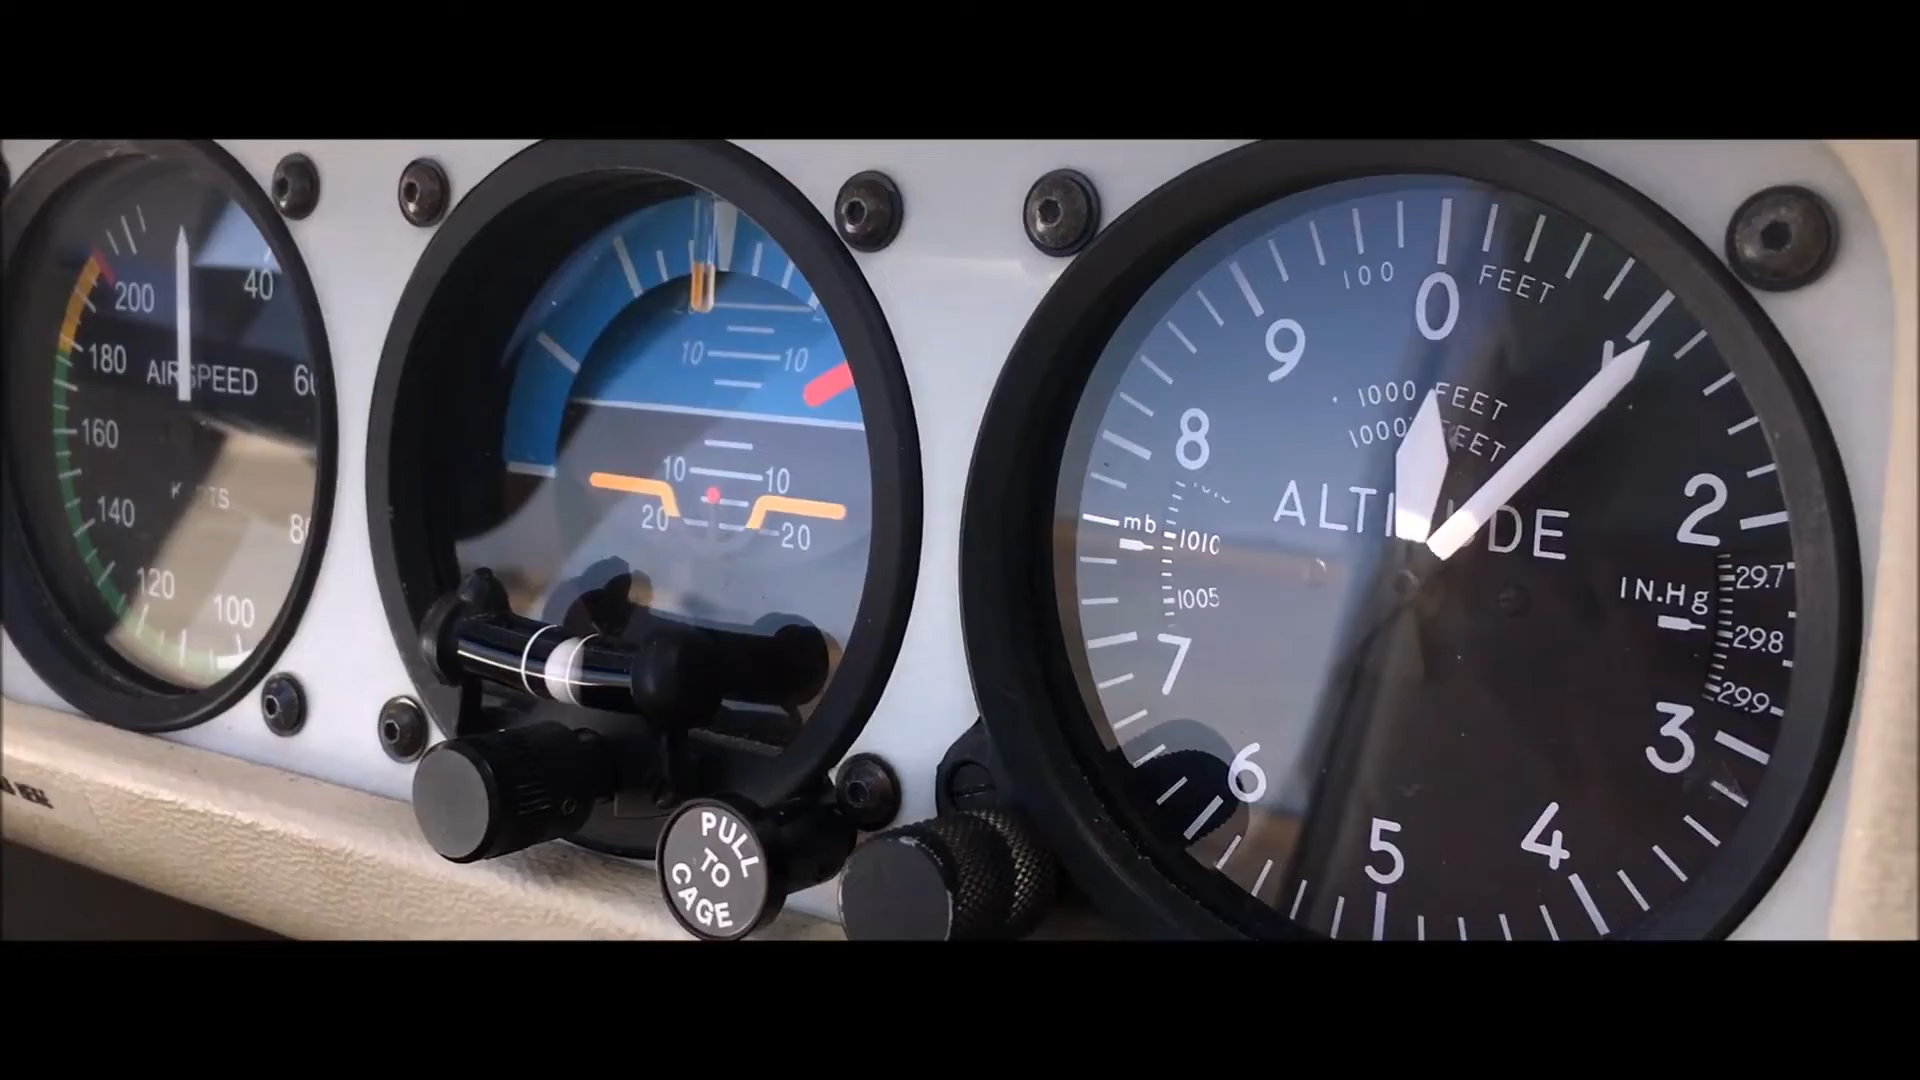 200
40
180
AIRSPEED
160
140
120
100
10 10
10 10
20 20
PULL
TO
CAGE
100 FEET
0
9
8
1000 FEET
ALTI DE
2
mb
1010
1005
IN.Hg
29.7
29.8
29.9
7
3
6
5
4